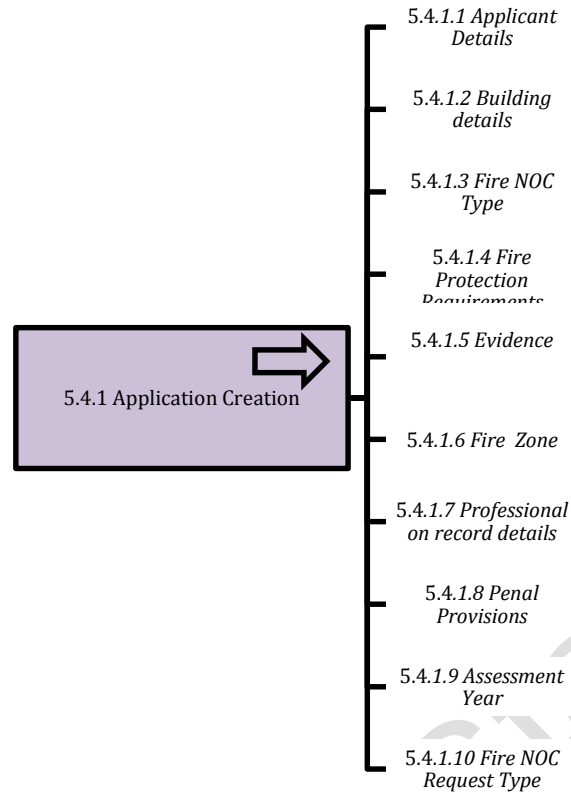 5.4.1.1 Applicant
Details
5.4.1.2 Building
details
5.4.1.3 Fire NOC
Type
5.4.1.4 Fire
Protection
Requirements
5.4.1 Application Creation
5.4.1.5 Evidence
5.4.1.6 Fire Zone
5.4.1.7 Professional
on record details
5.4.1.8 Penal
Provisions
5.4.1.9 Assessment
Year
5.4.1.10 Fire NOC
Request Type